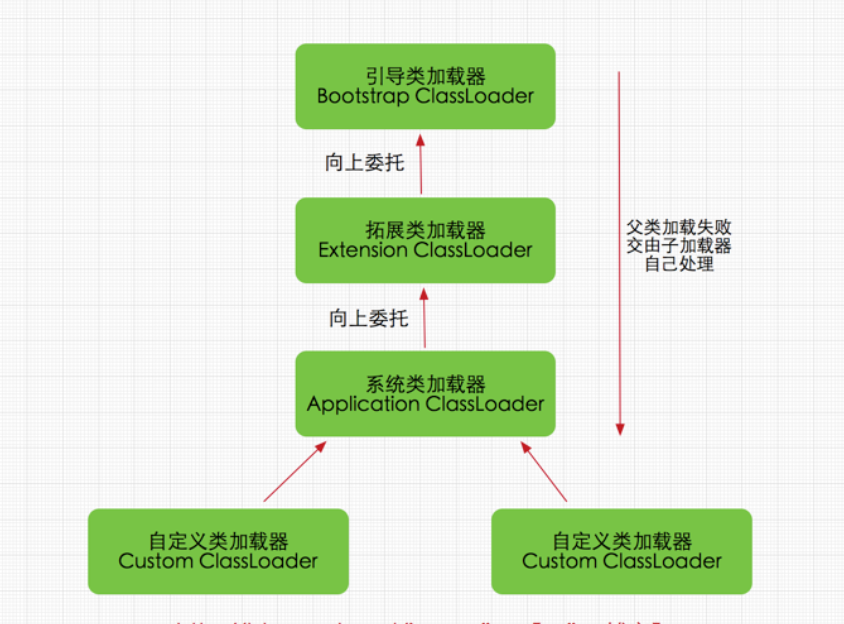 引导类加载器
Bootstrap ClassLoader
向上委托
拓展类加载器
Extension ClassLoader
父类加载失败
交由子加载器
自己处理
向上委托
系统类加载器
Application ClassLoader
自定义类加载器
Custom ClassLoader
自定义类加载器
Custom ClassLoader